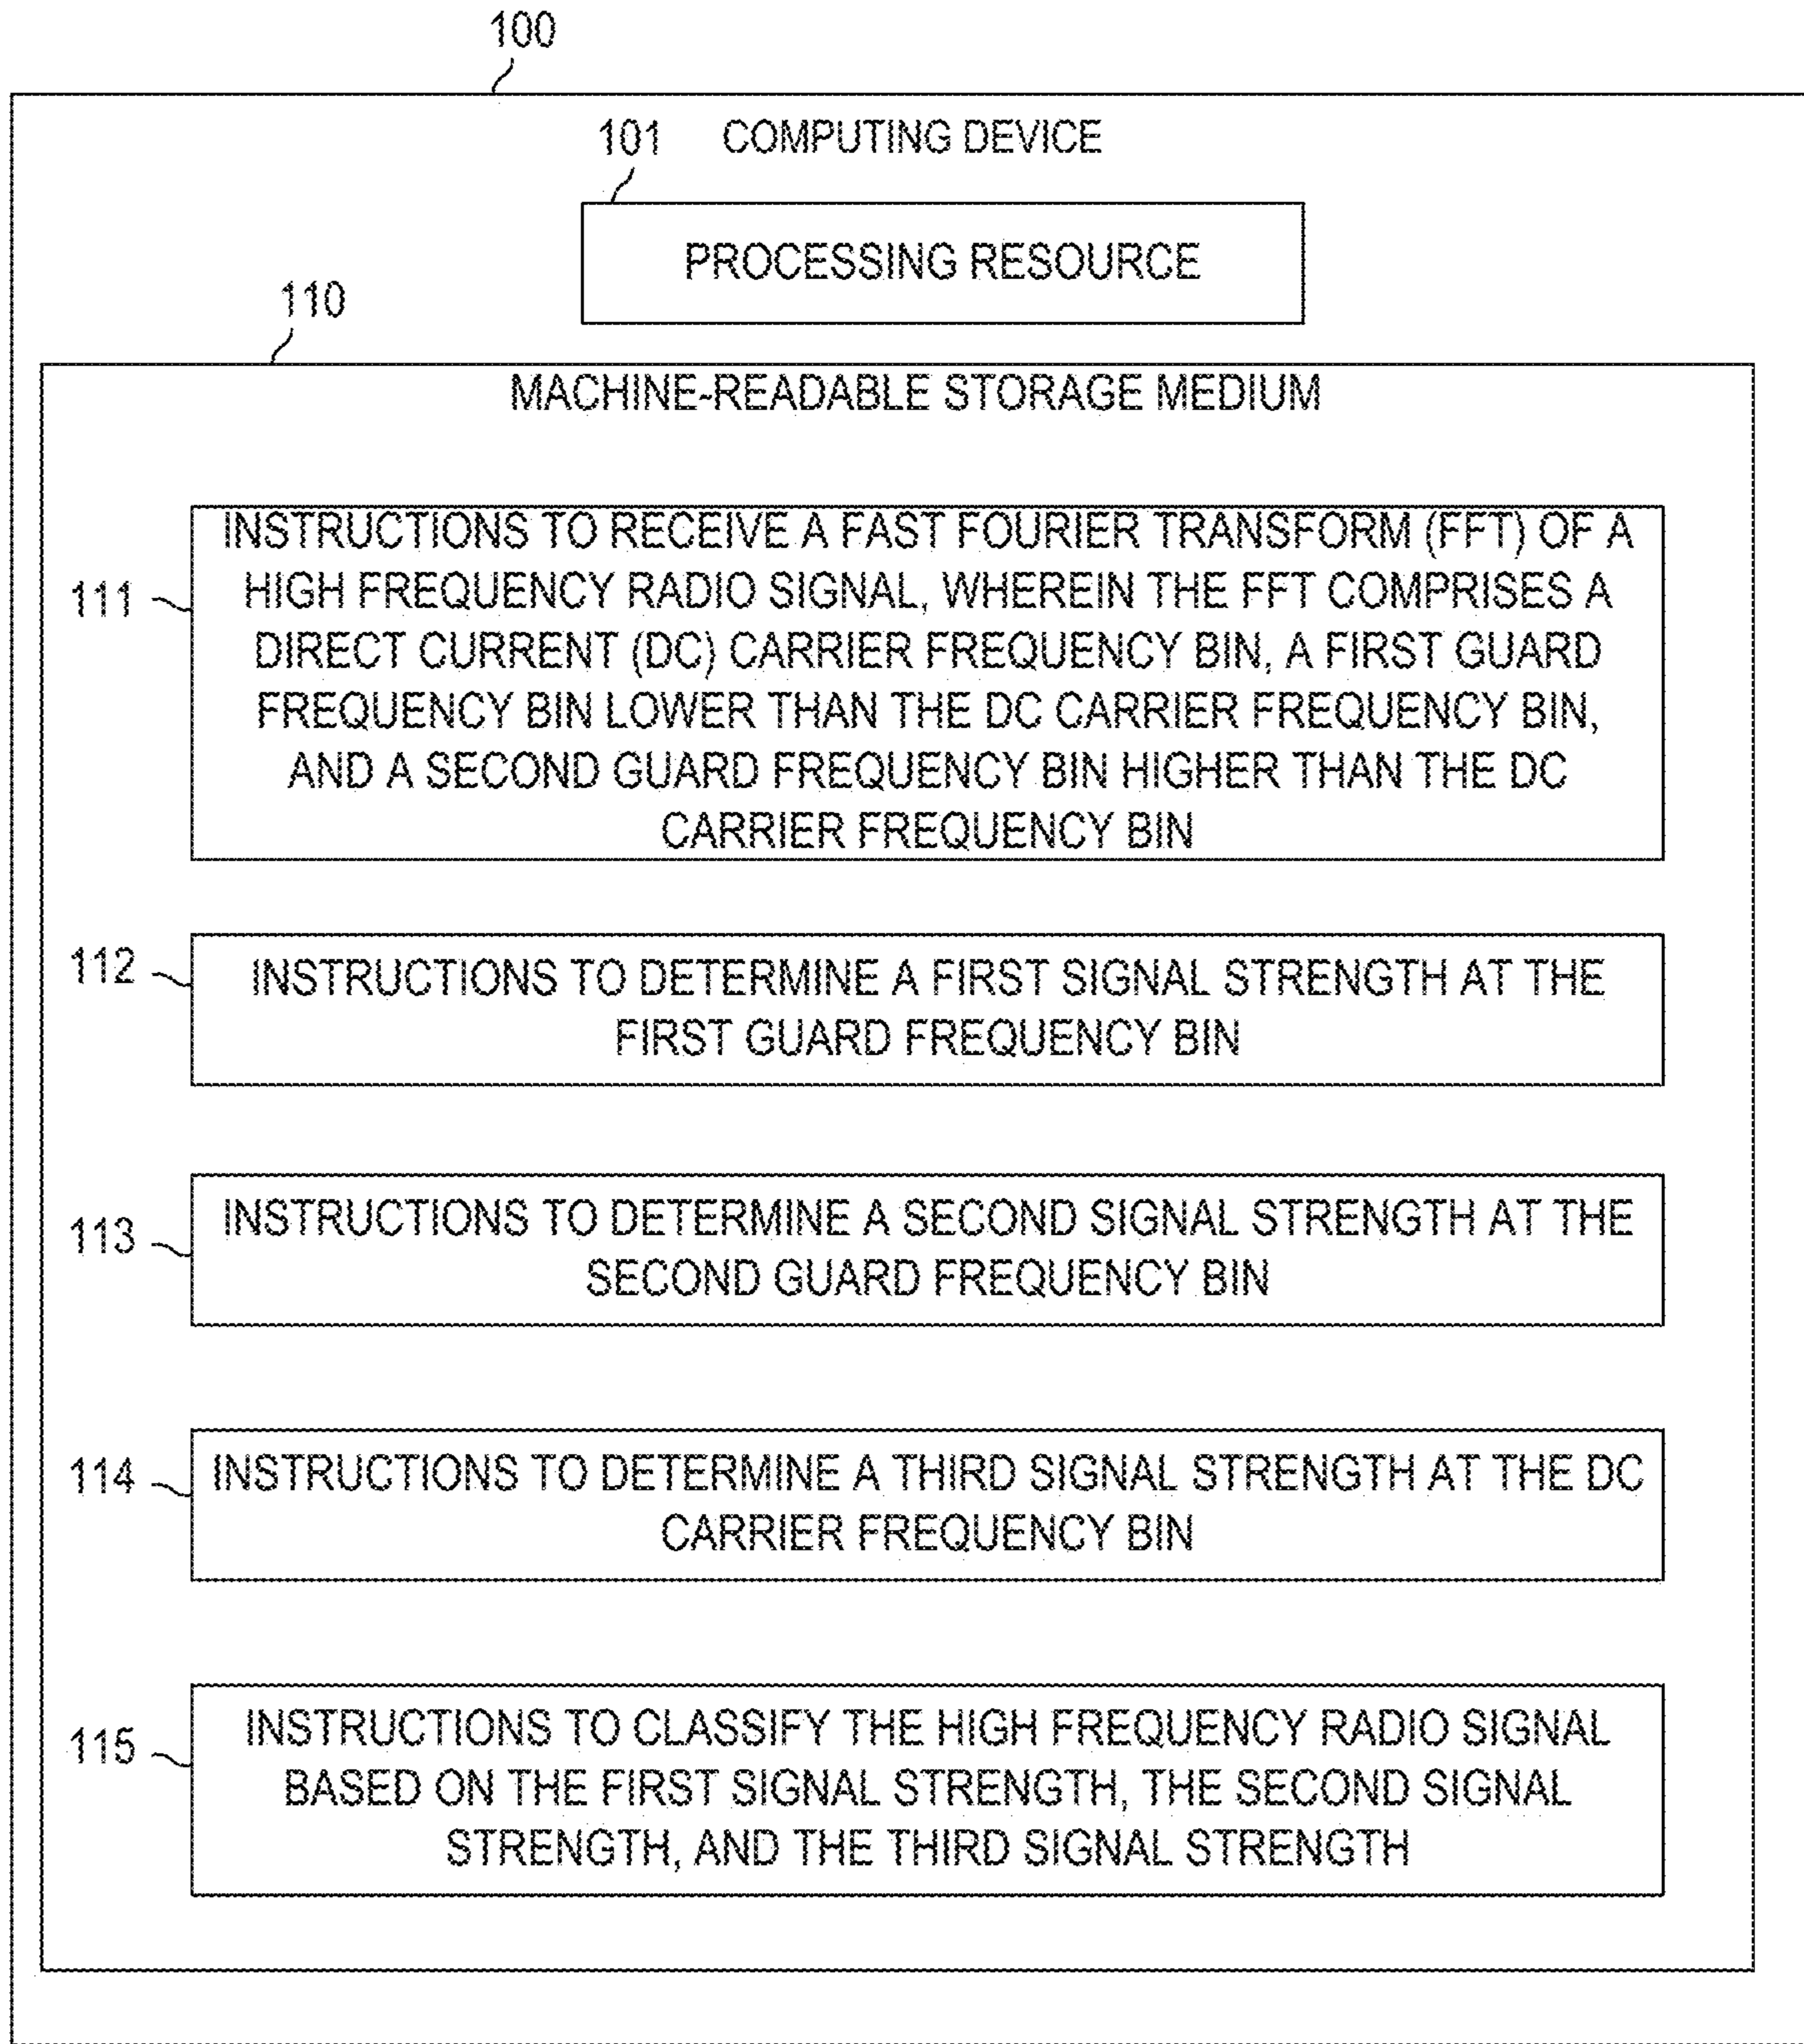 100
101 COMPUTING DEVICE
PROCESSING RESOURCE
110
MACHINE-READABLE STORAGE MEDIUM
111
INSTRUCTIONS TO RECEIVE A FAST FOURIER TRANSFORM (FFT) OF A
HIGH FREQUENCY RADIO SIGNAL, WHEREIN THE FFT COMPRISES A
DIRECT CURRENT (DC) CARRIER FREQUENCY BIN, A FIRST GUARD
FREQUENCY BIN LOWER THAN THE DC CARRIER FREQUENCY BIN,
AND A SECOND GUARD FREQUENCY BIN HIGHER THAN THE DC
CARRIER FREQUENCY BIN
112
INSTRUCTIONS TO DETERMINE A FIRST SIGNAL STRENGTH AT THE
FIRST GUARD FREQUENCY BIN
113
INSTRUCTIONS TO DETERMINE A SECOND SIGNAL STRENGTH AT THE
SECOND GUARD FREQUENCY BIN
114
INSTRUCTIONS TO DETERMINE A THIRD SIGNAL STRENGTH AT THE DC
CARRIER FREQUENCY BIN
115
INSTRUCTIONS TO CLASSIFY THE HIGH FREQUENCY RADIO SIGNAL
BASED ON THE FIRST SIGNAL STRENGTH, THE SECOND SIGNAL
STRENGTH, AND THE THIRD SIGNAL STRENGTH